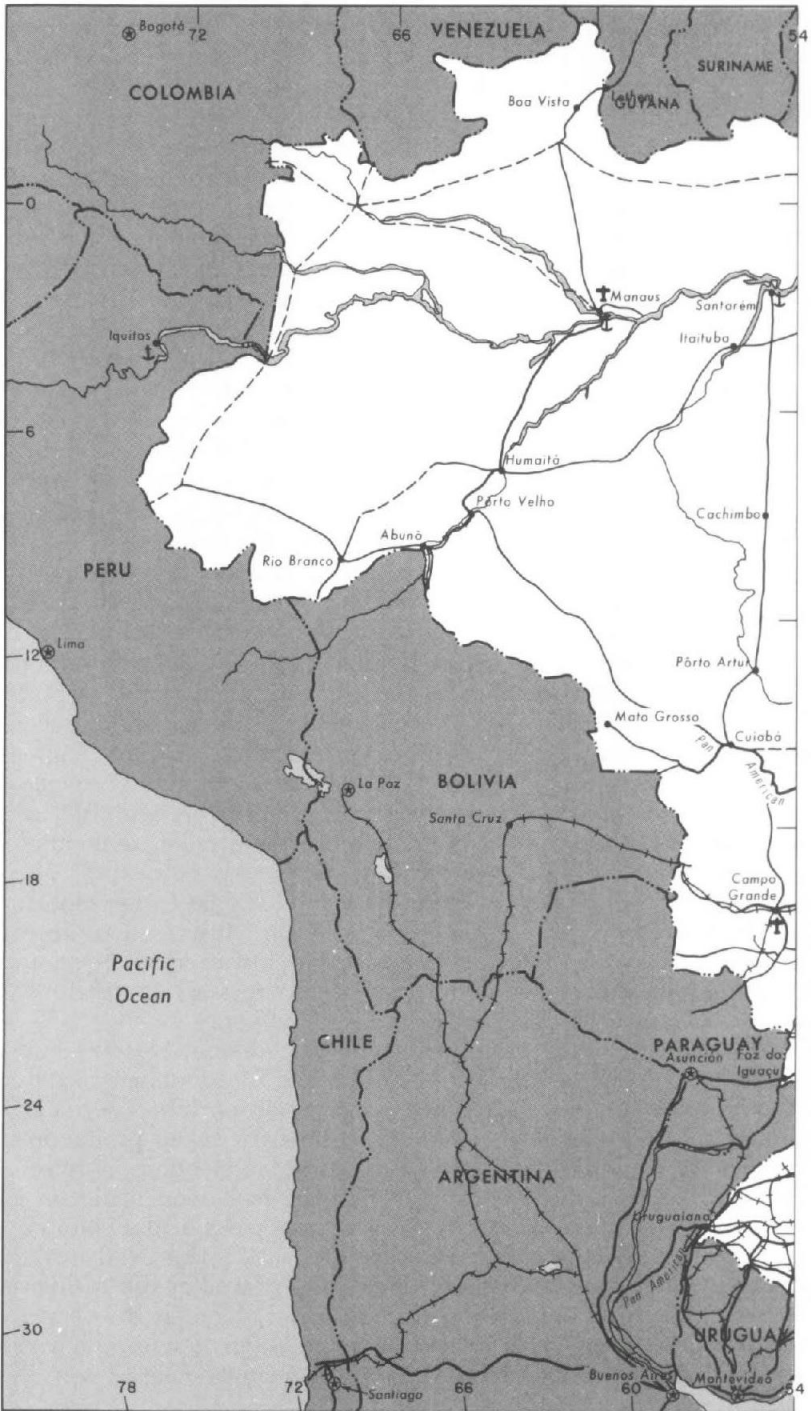 Bogotá
72
66
VENEZUELA
54
SURINAME
COLOMBIA
Boa Vista
Lethem
GUYANA
0
Manaus
Santarém
Iquitos
Itaituba
6
Humaitá
Pôrto Velho
Cachimbo
Abunã
Rio Branco
PERU
Lima
12
Pôrto Artur
Mato Grosso
Cuiabá
Pan
American
La Paz
BOLIVIA
Santa Cruz
18
Campo
Grande
Pacific
Ocean
CHILE
PARAGUAY
Asunción
Foz do
Iguaçu
24
ARGENTINA
Uruguaiana
Pan American
30
URUGUAY
Buenos Aires
Montevideo
Santiago
78
72
66
60
54